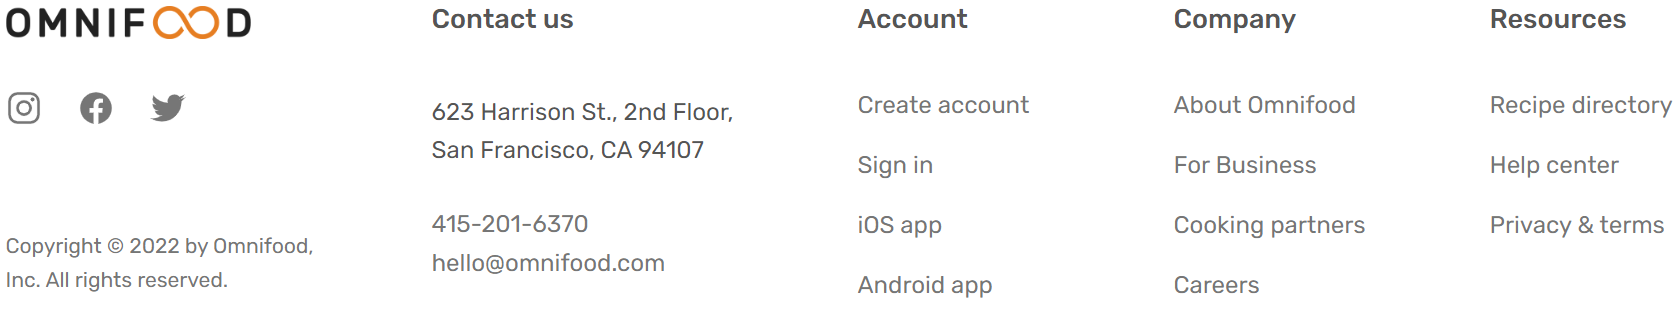 OMNIFOOD
Copyright © 2022 by Omnifood,
Inc. All rights reserved.
Contact us
623 Harrison St., 2nd Floor,
San Francisco, CA 94107
415-201-6370
hello@omnifood.com
Account
Create account
Sign in
iOS app
Android app
Company
About Omnifood
For Business
Cooking partners
Careers
Resources
Recipe directory
Help center
Privacy & terms